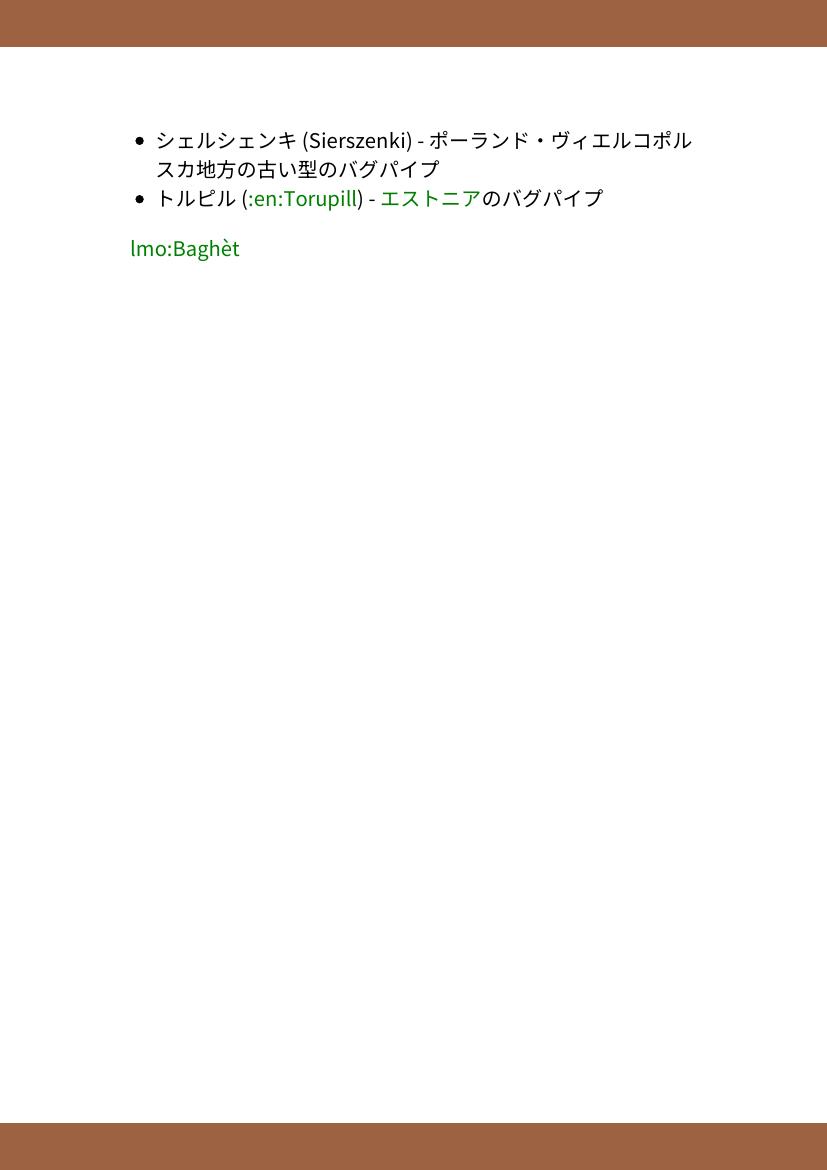 • シェルシェンキ (Sierszenki) - ポーランド・ヴィエルコポル
スカ地方の古い型のバグパイプ
• トルピル (:en:Torupill) - エストニアのバグパイプ
lmo:Baghèt